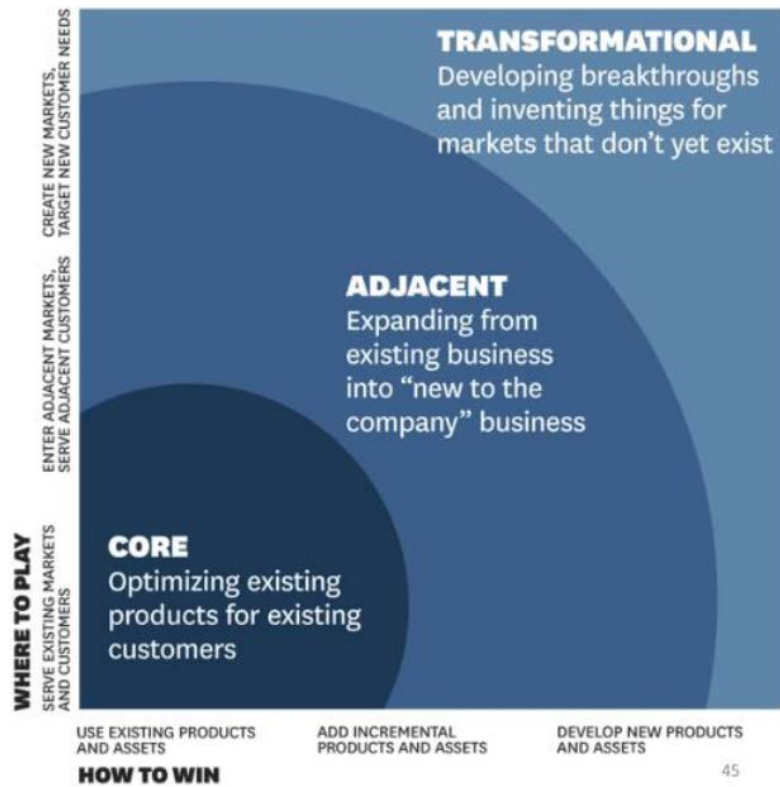 TRANSFORMATIONAL
Developing breakthroughs
and inventing things for
markets that don't yet exist
ADJACENT
Expanding from
existing business
into "new to the
company" business
CORE
Optimizing existing
products for existing
customers
WHERE TO PLAY
CREATE NEW MARKETS,
TARGET NEW CUSTOMER NEEDS
ENTER ADJACENT MARKETS,
SERVE ADJACENT CUSTOMERS
SERVE EXISTING MARKETS
AND CUSTOMERS
USE EXISTING PRODUCTS
AND ASSETS
ADD INCREMENTAL
PRODUCTS AND ASSETS
DEVELOP NEW PRODUCTS
AND ASSETS
HOW TO WIN
45